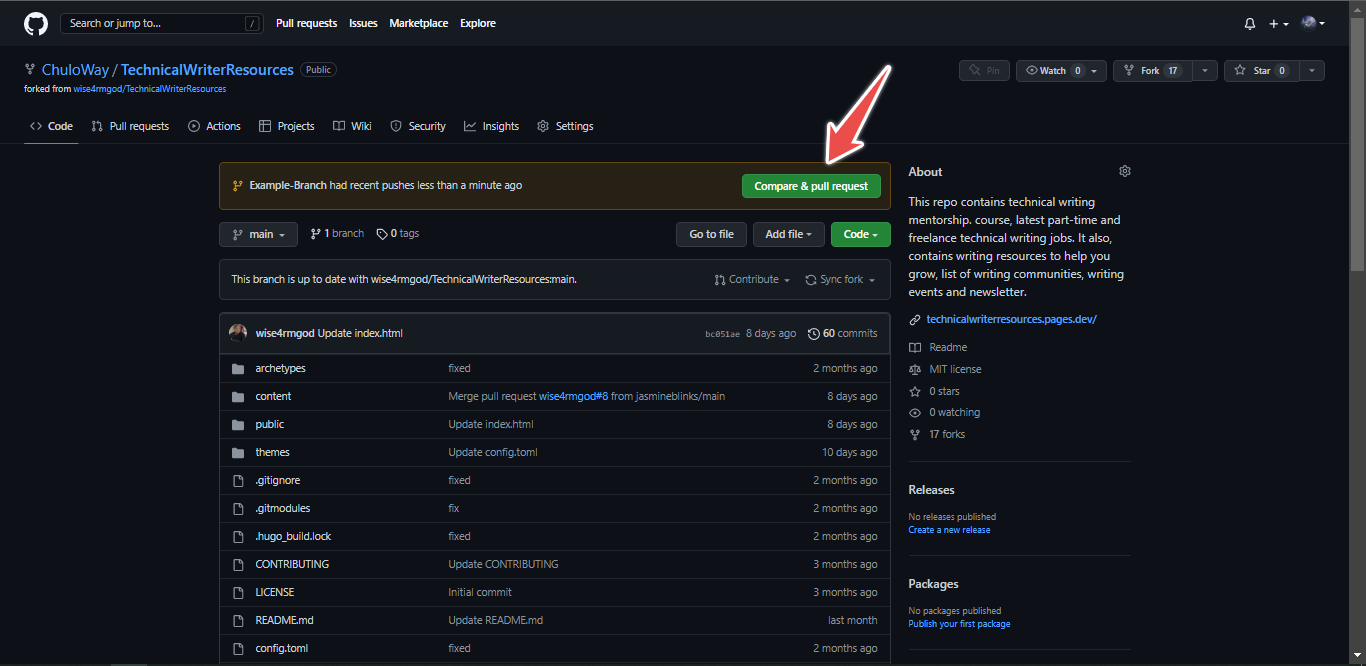 Search or jump to... /
Pull requests Issues Marketplace Explore
ChuloWay / TechnicalWriterResources Public
forked from wise4rmgod/TechnicalWriterResources
Pin Watch 0 Fork 17 Star 0
Code Pull requests Actions Projects Wiki Security Insights Settings
Example-Branch had recent pushes less than a minute ago Compare & pull request
main 1 branch 0 tags Go to file Add file Code
This branch is up to date with wise4rmgod/TechnicalWriterResources:main. Contribute Sync fork
wise4rmgod Update index.html bc051ae 8 days ago 60 commits
archetypes fixed 2 months ago
content Merge pull request wise4rmgod#8 from jasmineblinks/main 8 days ago
public Update index.html 8 days ago
themes Update config.toml 10 days ago
.gitignore fixed 2 months ago
.gitmodules fix 2 months ago
.hugo_build.lock fixed 2 months ago
CONTRIBUTING Update CONTRIBUTING 3 months ago
LICENSE Initial commit 3 months ago
README.md Update README.md last month
config.toml fixed 2 months ago
About
This repo contains technical writing
mentorship. course, latest part-time and
freelance technical writing jobs. It also,
contains writing resources to help you
grow, list of writing communities, writing
events and newsletter.
technicalwriterresources.pages.dev/
Readme
MIT license
0 stars
0 watching
17 forks
Releases
No releases published
Create a new release
Packages
No packages published
Publish your first package